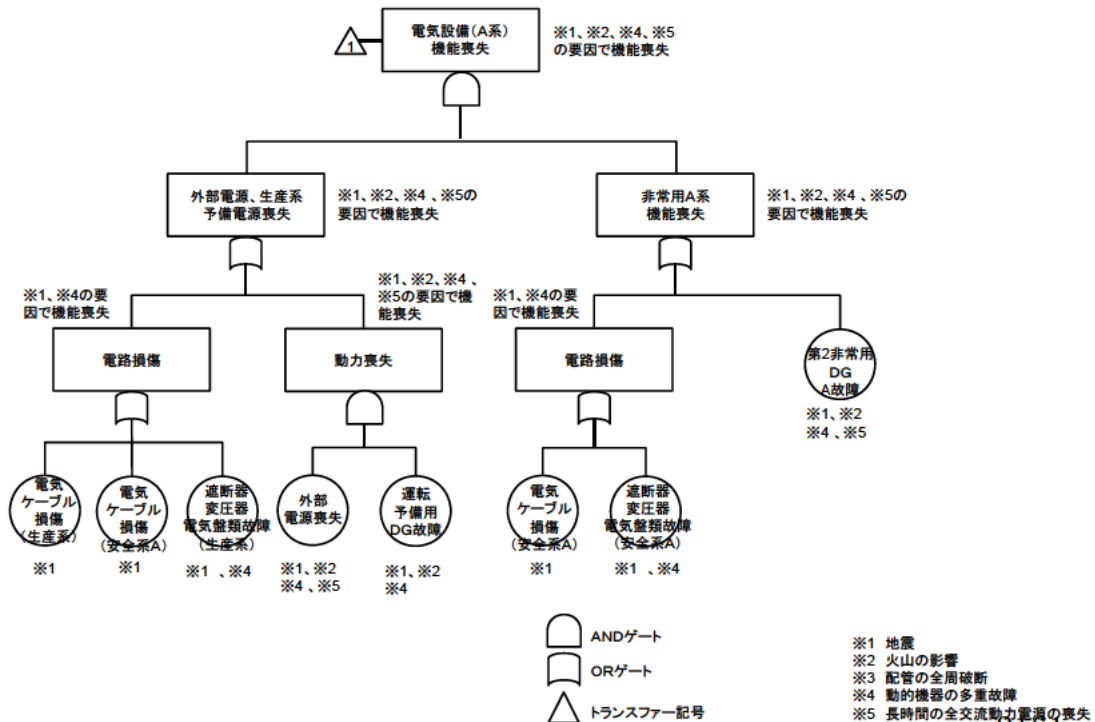 電気設備(A系)
機能喪失
※1、※2、※4、※5
の要因で機能喪失
1
外部電源、生産系
予備電源喪失
※1、※2、※4 、※5の
要因で機能喪失
非常用A系
機能喪失
※1、※2、※4 、※5の
要因で機能喪失
※1、※4の要
因で機能喪失
電路損傷
※1、※2、※4 、
※5の要因で機
能喪失
動力喪失
※1、※4の要
因で機能喪失
電路損傷
第2非常用
DG
A故障
※1、※2
※4 、※5
電気
ケーブル
損傷
(生産系)
※1
電気
ケーブル
損傷
(安全系A)
※1
遮断器
変圧器
電気盤類故障
(生産系)
※1 、※4
外部
電源喪失
※1、※2
※4 、※5
運転
予備用
DG故障
※1、※2
※4
電気
ケーブル
損傷
(安全系A)
※1
遮断器
変圧器
電気盤類故障
(安全系A)
※1 、※4
ANDゲート
ORゲート
トランスファー記号
※1 地震
※2 火山の影響
※3 配管の全周破断
※4 動的機器の多重故障
※5 長時間の全交流動力電源の喪失